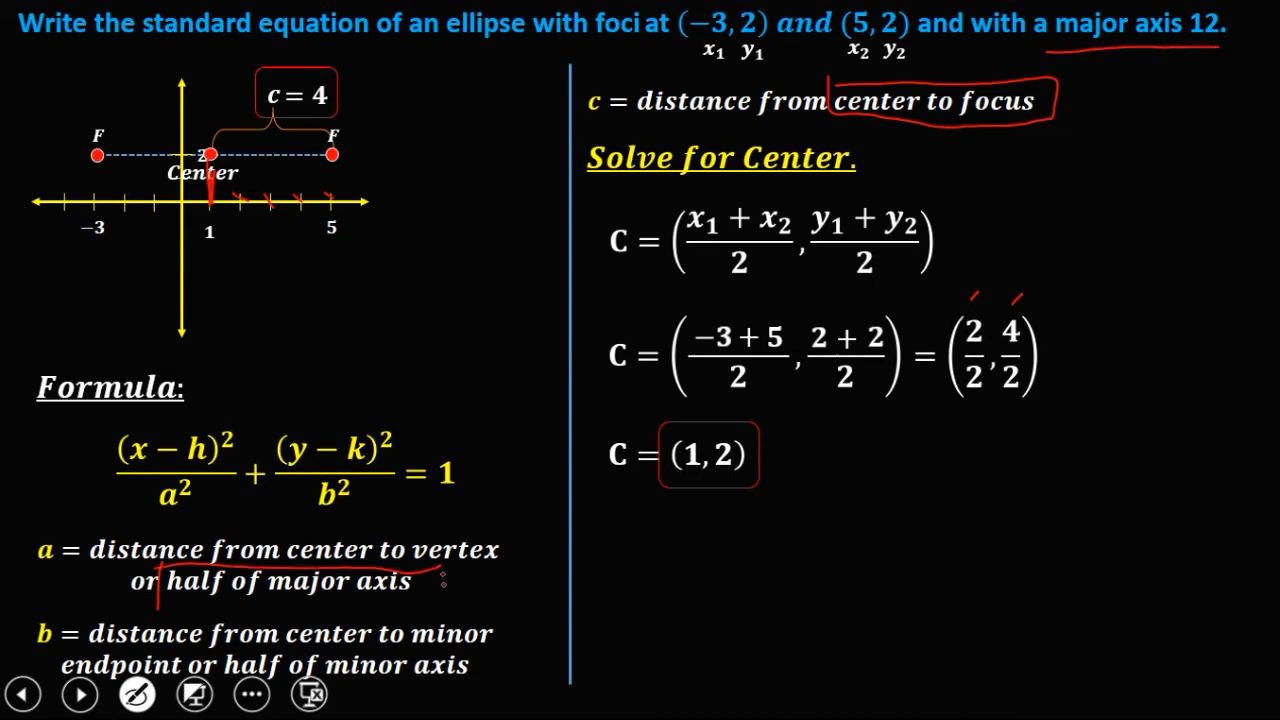 Write the standard equation of an ellipse with foci at (−3, 2) and (5, 2) and with a major axis 12.
x₁ y₁ x₂ y₂
c = 4
F F
2
Center
−3 1 5
Formula:
(x − h)²/a² + (y − k)²/b² = 1
a = distance from center to vertex
or half of major axis
b = distance from center to minor
endpoint or half of minor axis
c = distance from center to focus
Solve for Center.
C = ((x₁ + x₂)/2, (y₁ + y₂)/2)
C = ((−3 + 5)/2, (2 + 2)/2) = (2/2, 4/2)
C = (1, 2)